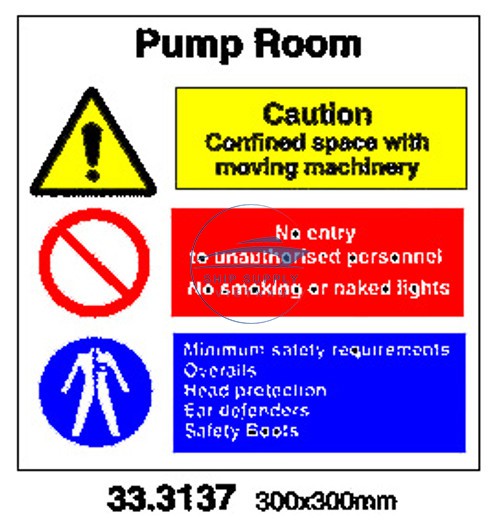 Pump Room
Caution
Confined space with
moving machinery
No entry
to unauthorised personnel
No smoking or naked lights
Minimum safety requirements
Overalls
Head protection
Ear defenders
Safety Boots
33.3137 300x300mm